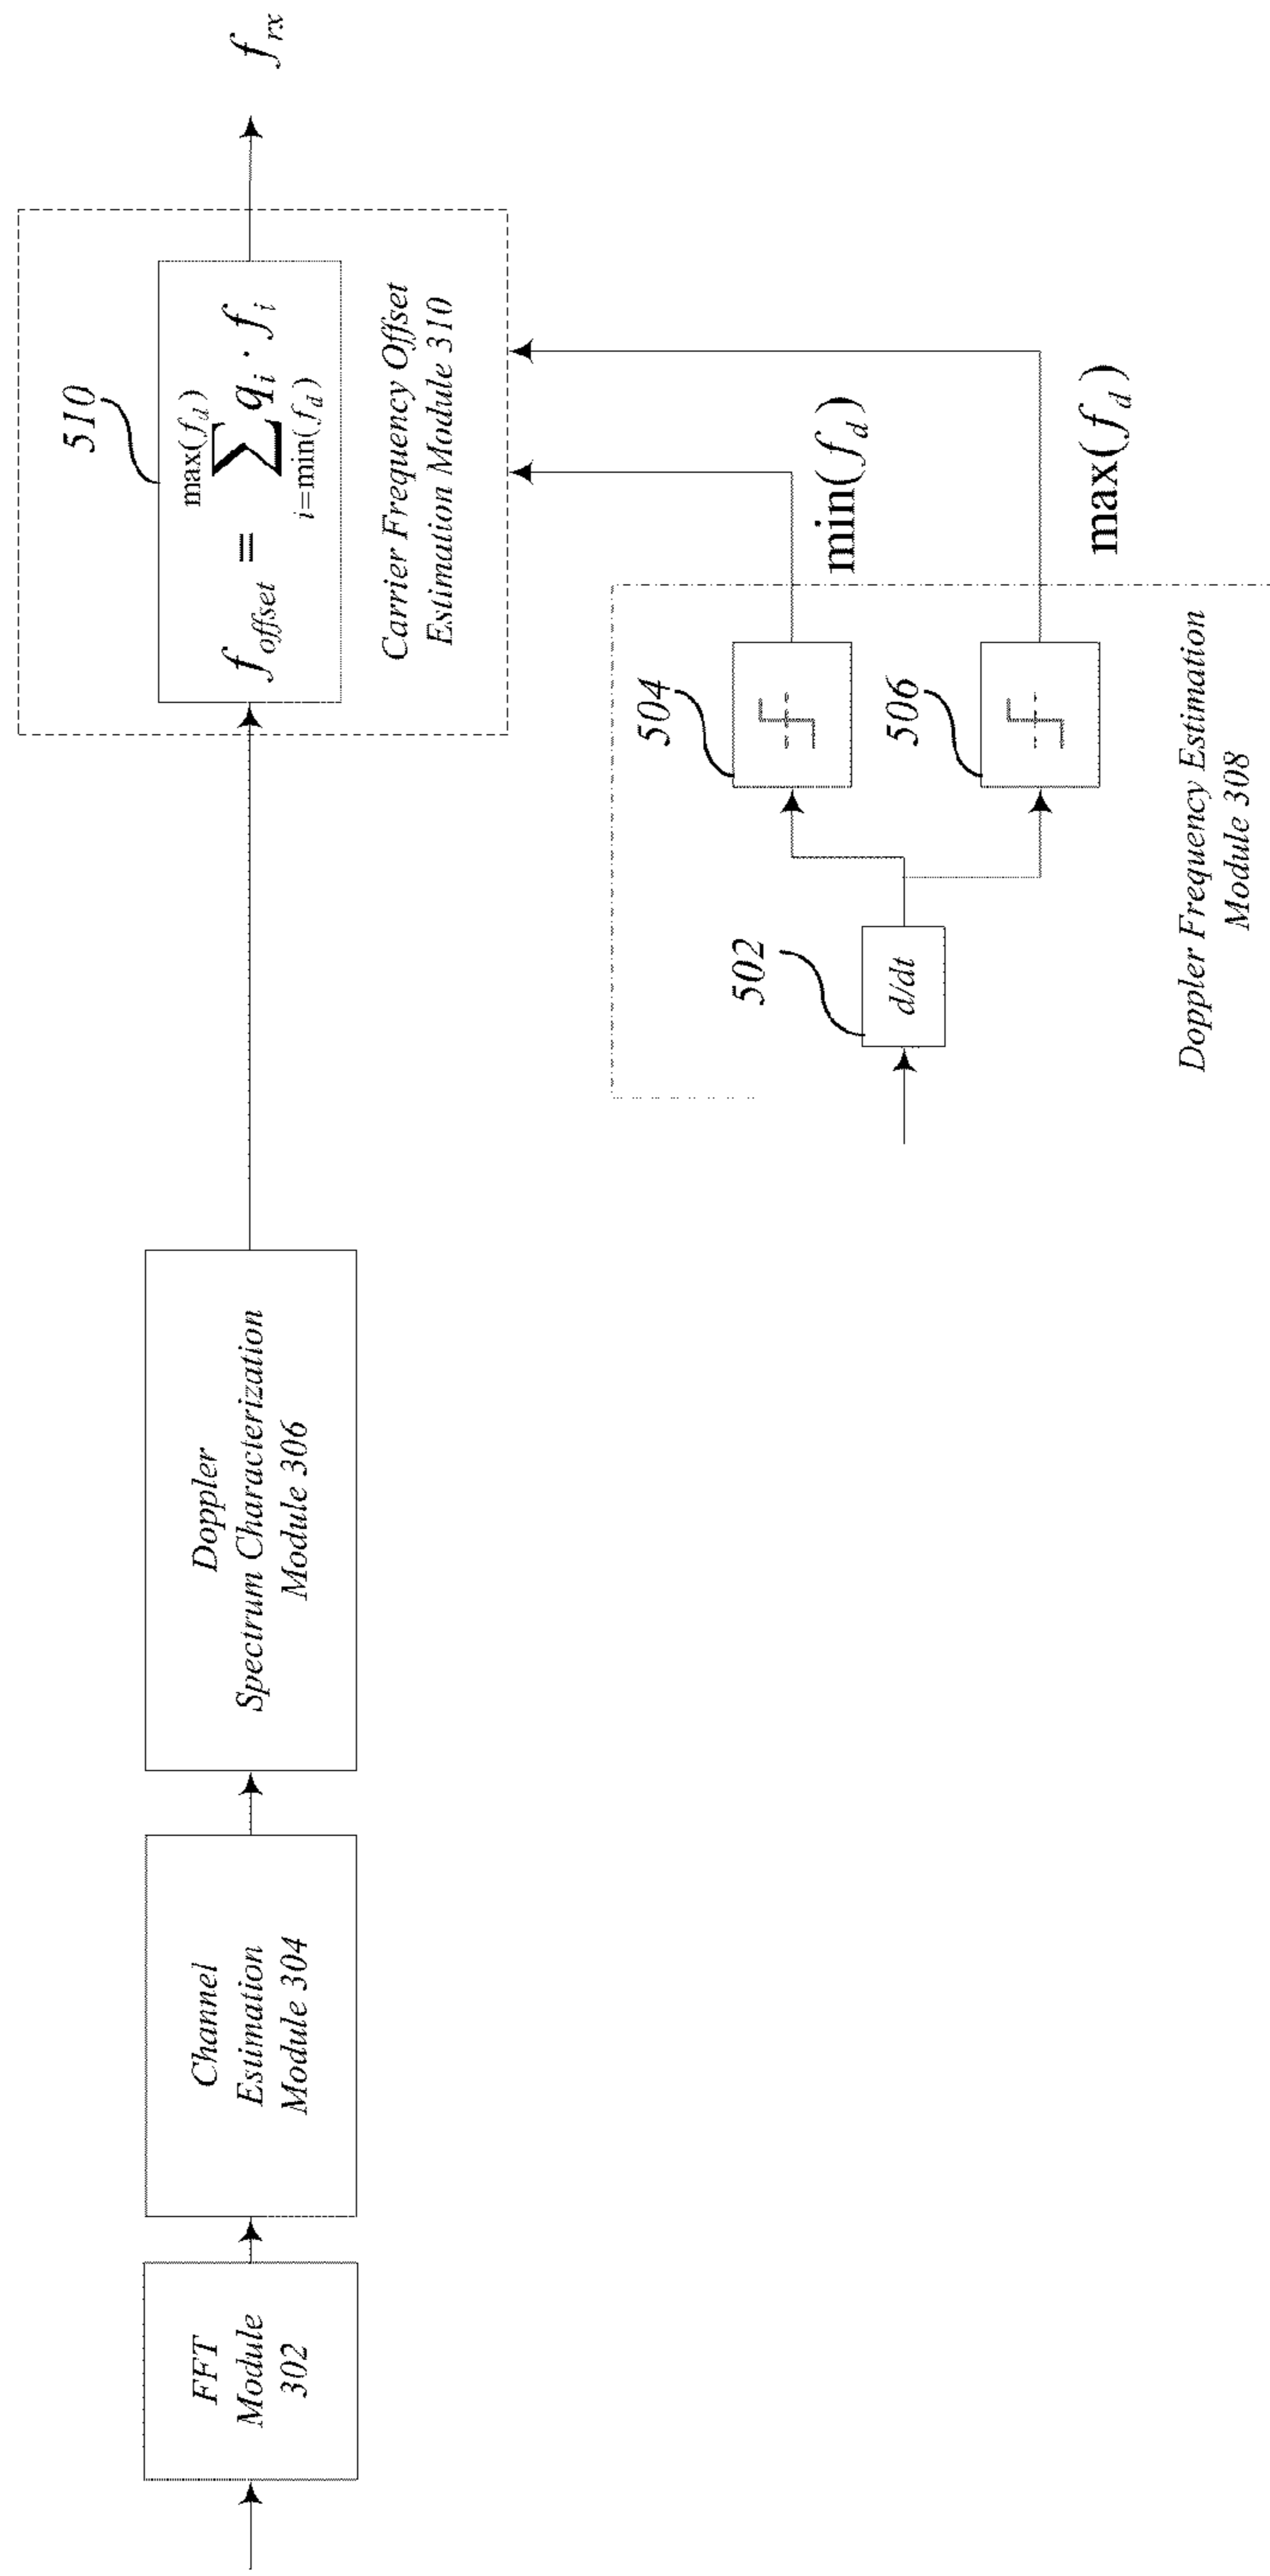 FFT
Module
302
Channel
Estimation
Module 304
Doppler
Spectrum Characterization
Module 306
510
f_offset = ∑_{i=min(f_d)}^{max(f_d)} q_i · f_i
Carrier Frequency Offset
Estimation Module 310
f_rx
502
d/dt
504
506
min(f_d)
max(f_d)
Doppler Frequency Estimation
Module 308